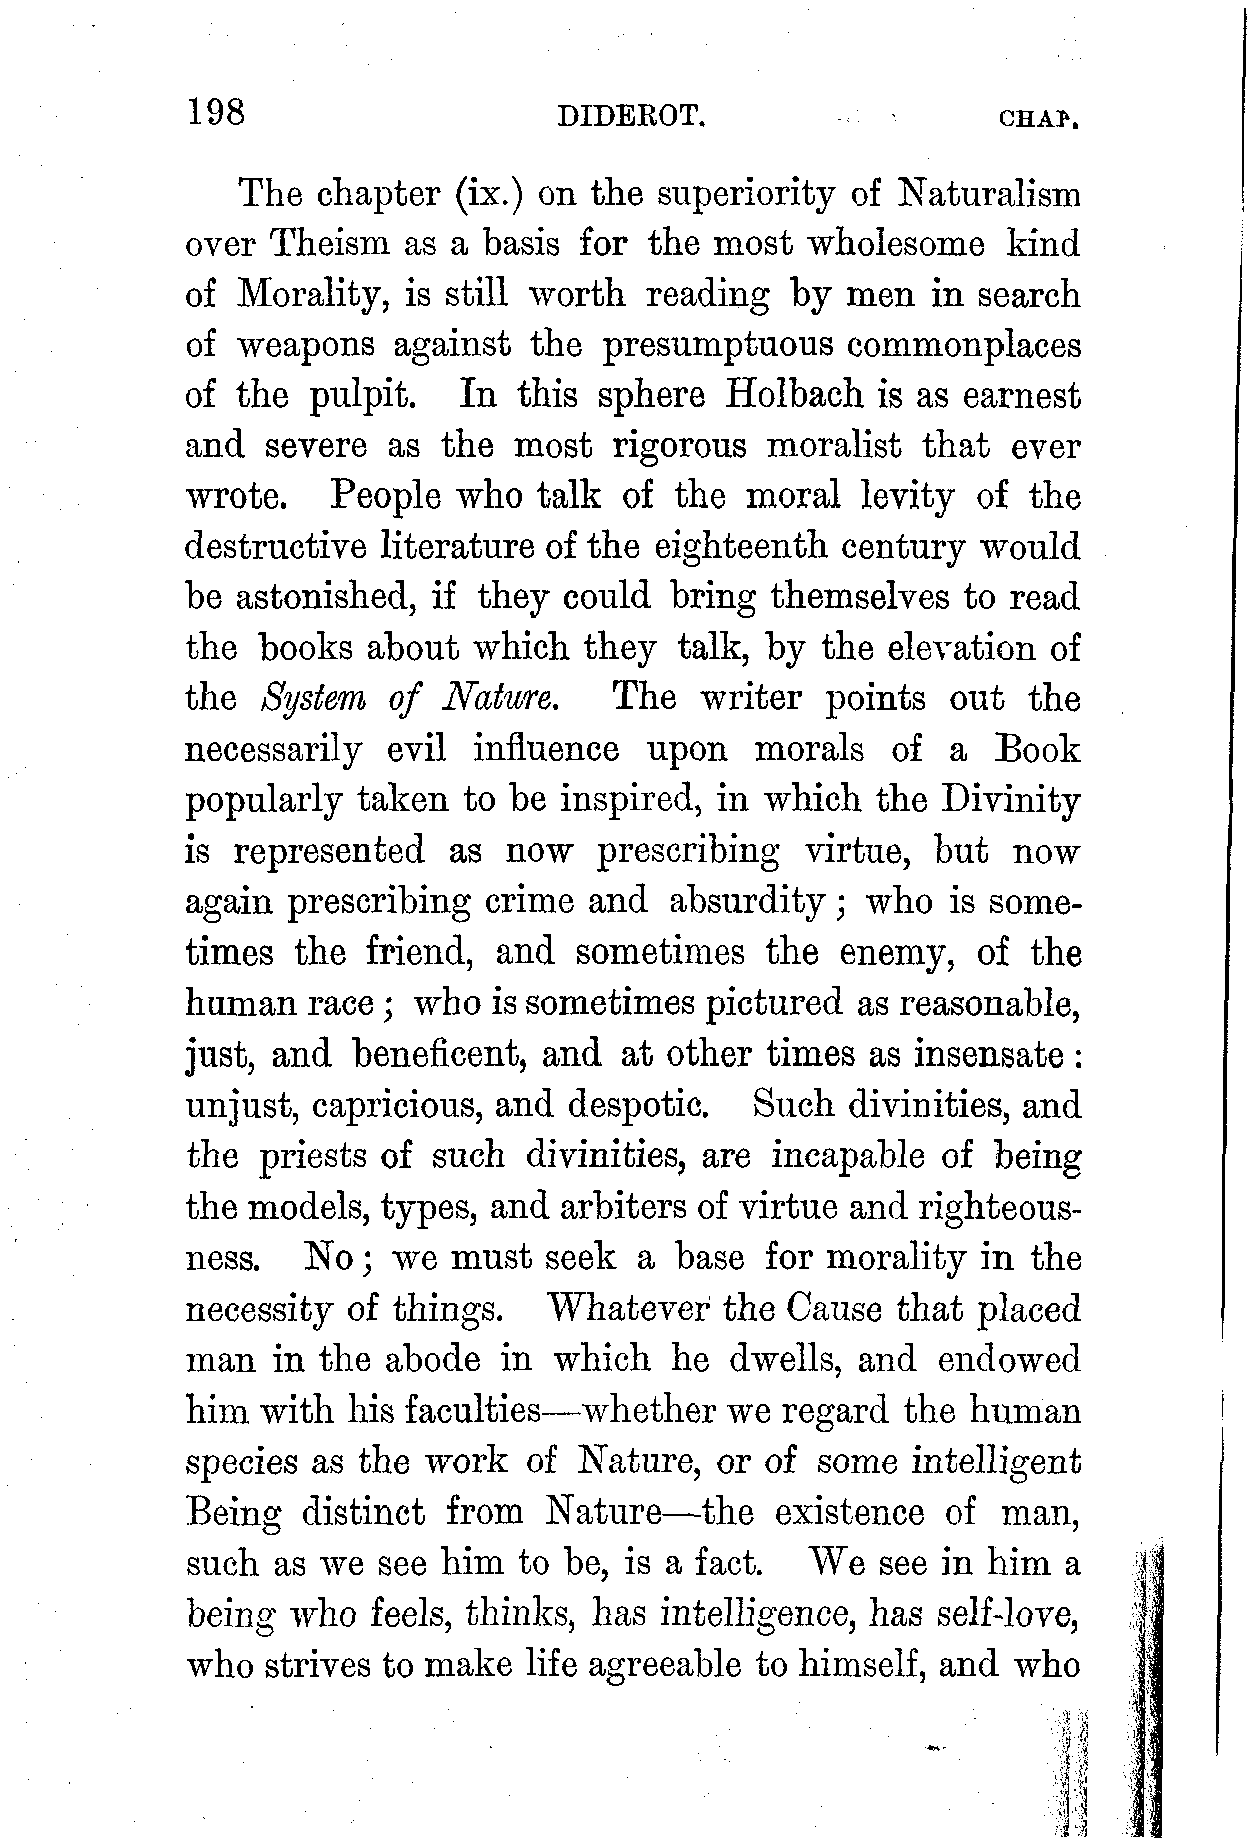 198 DIDEROT. CHAP.
The chapter (ix.) on the superiority of Naturalism
over Theism as a basis for the most wholesome kind
of Morality, is still worth reading by men in search
of weapons against the presumptuous commonplaces
of the pulpit. In this sphere Holbach is as earnest
and severe as the most rigorous moralist that ever
wrote. People who talk of the moral levity of the
destructive literature of the eighteenth century would
be astonished, if they could bring themselves to read
the books about which they talk, by the elevation of
the System of Nature. The writer points out the
necessarily evil influence upon morals of a Book
popularly taken to be inspired, in which the Divinity
is represented as now prescribing virtue, but now
again prescribing crime and absurdity; who is some-
times the friend, and sometimes the enemy, of the
human race; who is sometimes pictured as reasonable,
just, and beneficent, and at other times as insensate:
unjust, capricious, and despotic. Such divinities, and
the priests of such divinities, are incapable of being
the models, types, and arbiters of virtue and righteous-
ness. No; we must seek a base for morality in the
necessity of things. Whatever the Cause that placed
man in the abode in which he dwells, and endowed
him with his faculties—whether we regard the human
species as the work of Nature, or of some intelligent
Being distinct from Nature—the existence of man,
such as we see him to be, is a fact. We see in him a
being who feels, thinks, has intelligence, has self-love,
who strives to make life agreeable to himself, and who